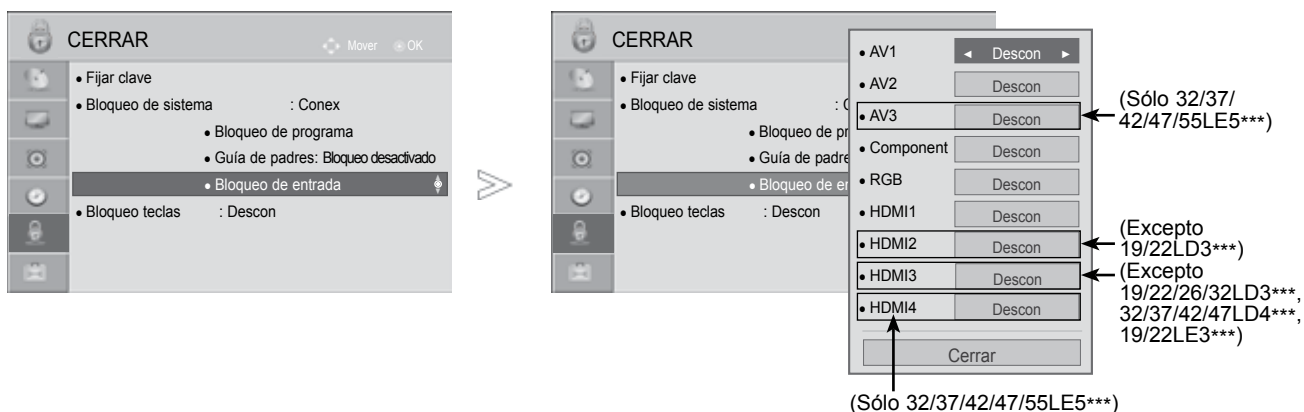 CERRAR
Mover OK
• Fijar clave
• Bloqueo de sistema : Conex
• Bloqueo de programa
• Guía de padres: Bloqueo desactivado
• Bloqueo de entrada
• Bloqueo teclas : Descon
CERRAR
• Fijar clave
• Bloqueo de sistema : C
• Bloqueo de pr
• Guía de padre
• Bloqueo de en
• Bloqueo teclas : Descon
• AV1 ◄ Descon ►
• AV2 Descon
• AV3 Descon
• Component Descon
• RGB Descon
• HDMI1 Descon
• HDMI2 Descon
• HDMI3 Descon
• HDMI4 Descon
Cerrar
(Sólo 32/37/
42/47/55LE5***)
(Excepto
19/22LD3***)
(Excepto
19/22/26/32LD3***,
32/37/42/47LD4***,
19/22LE3***)
(Sólo 32/37/42/47/55LE5***)